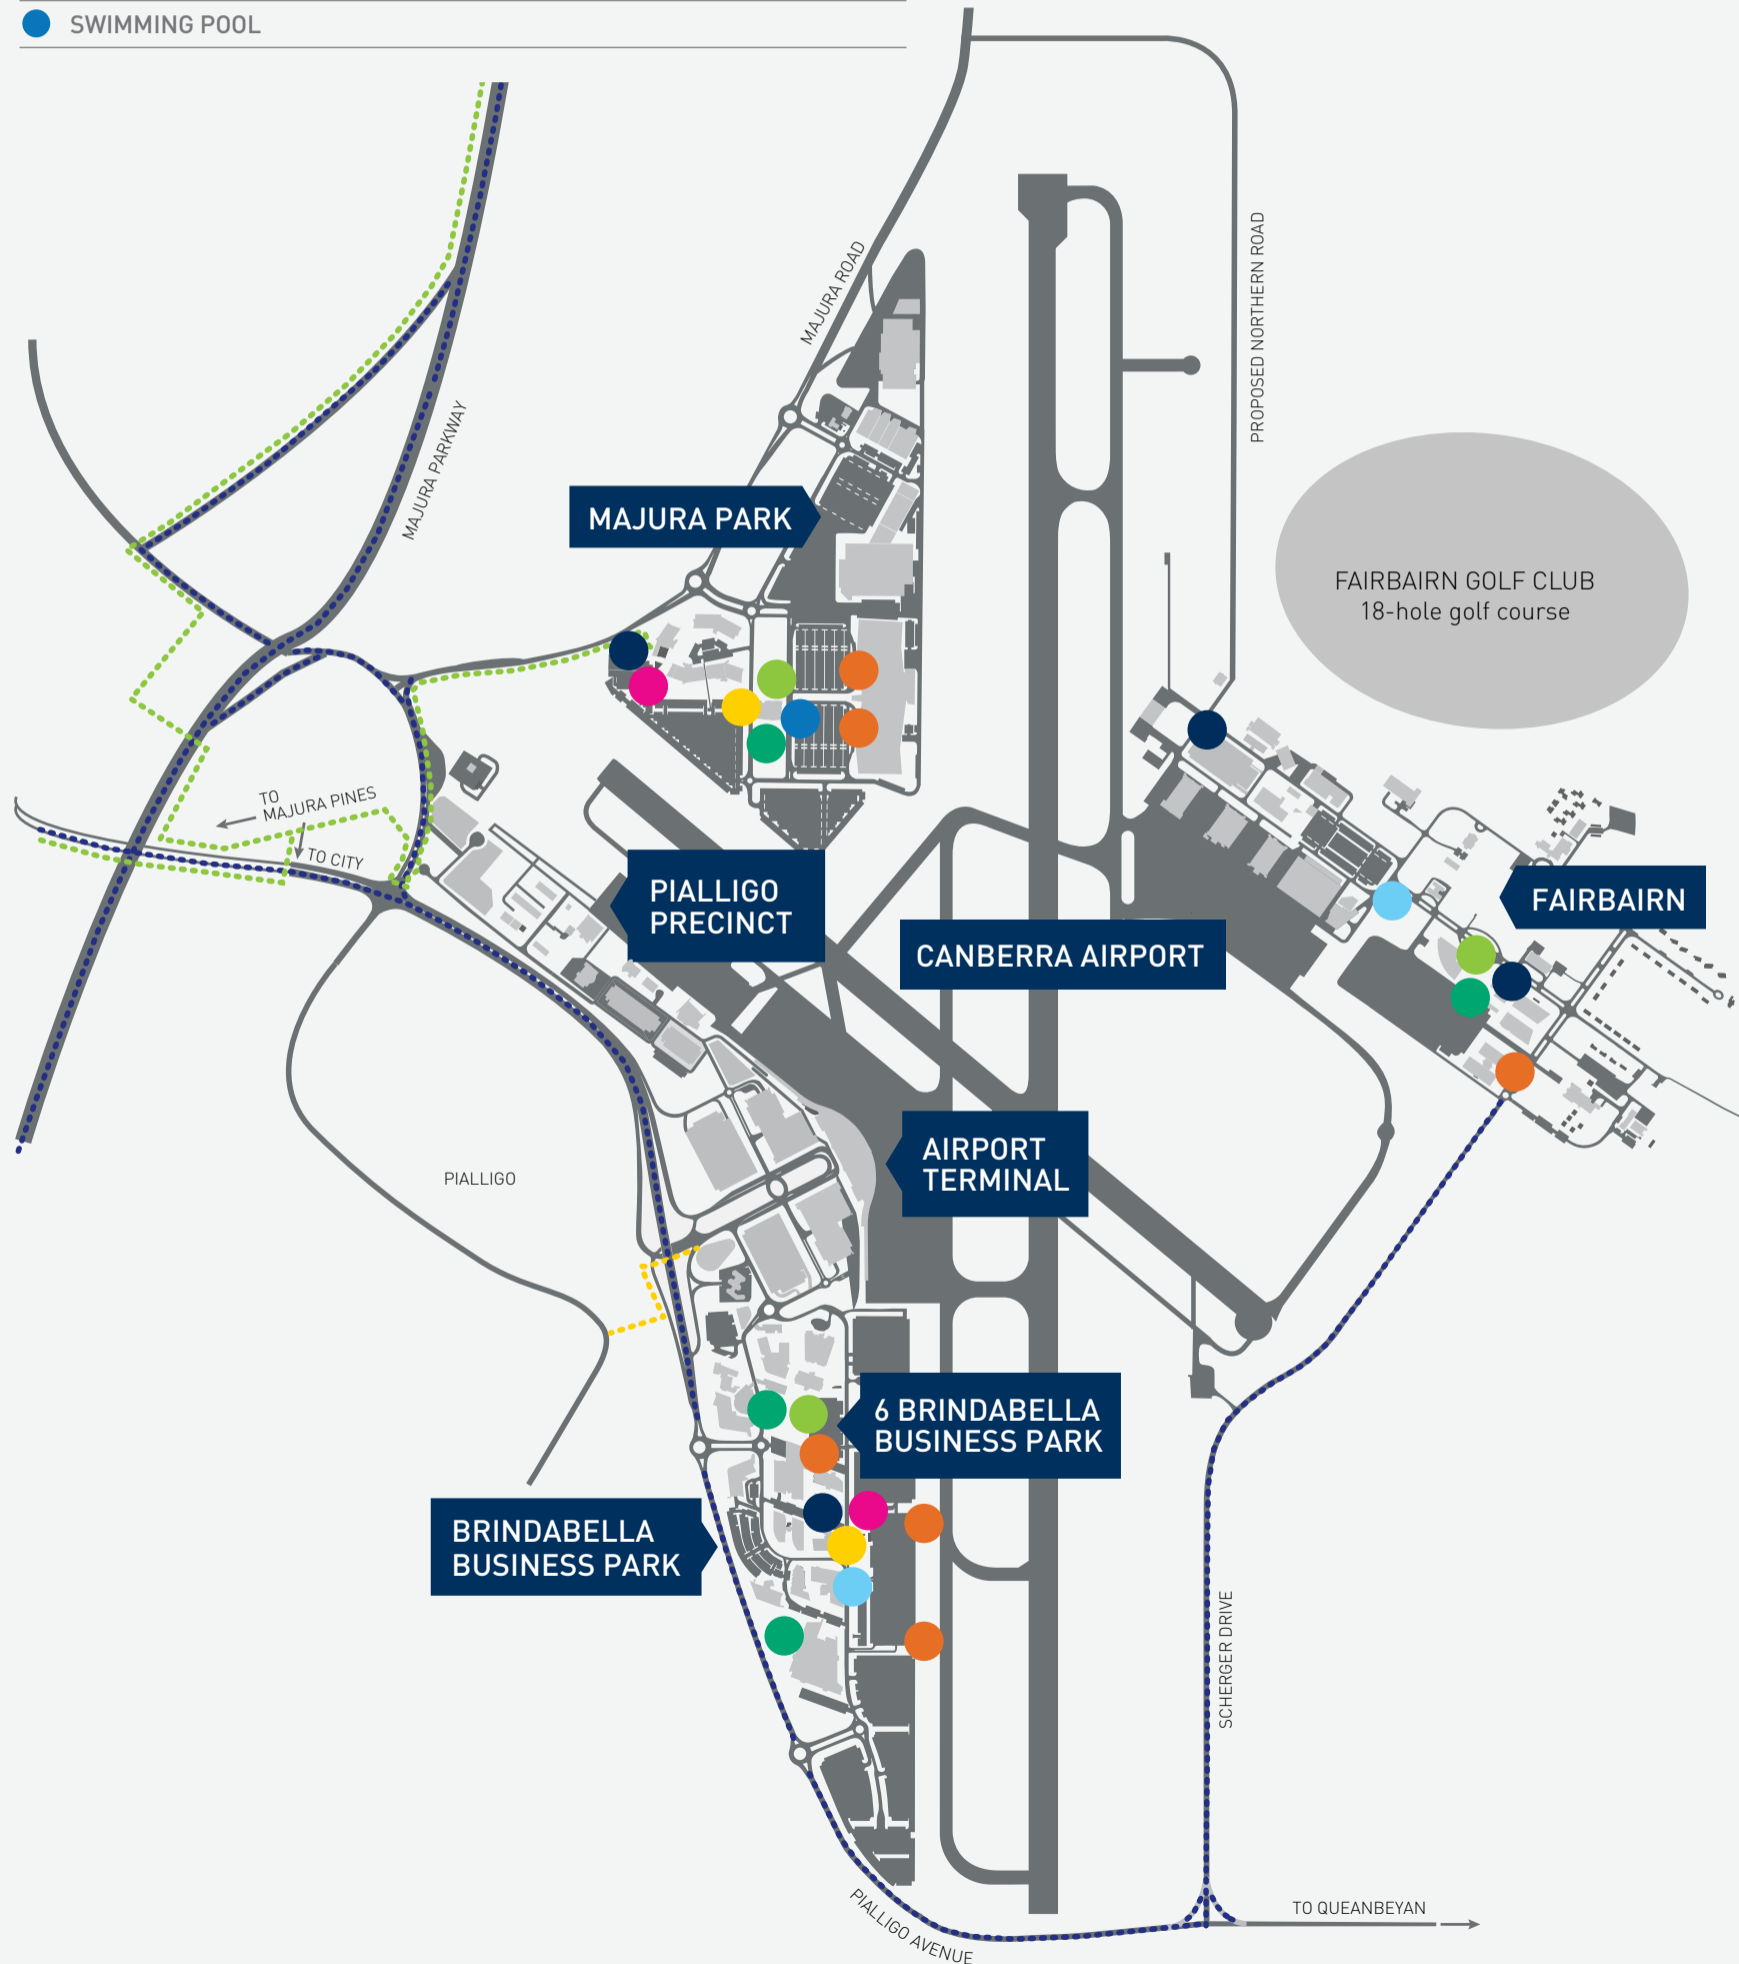 SWIMMING POOL
MAJURA ROAD
PROPOSED NORTHERN ROAD
MAJURA PARKWAY
MAJURA PARK
FAIRBAIRN GOLF CLUB
18-hole golf course
TO
MAJURA PINES
TO CITY
PIALLIGO
PRECINCT
FAIRBAIRN
CANBERRA AIRPORT
AIRPORT
TERMINAL
PIALLIGO
6 BRINDABELLA
BUSINESS PARK
BRINDABELLA
BUSINESS PARK
SCHERGER DRIVE
PIALLIGO AVENUE
TO QUEANBEYAN